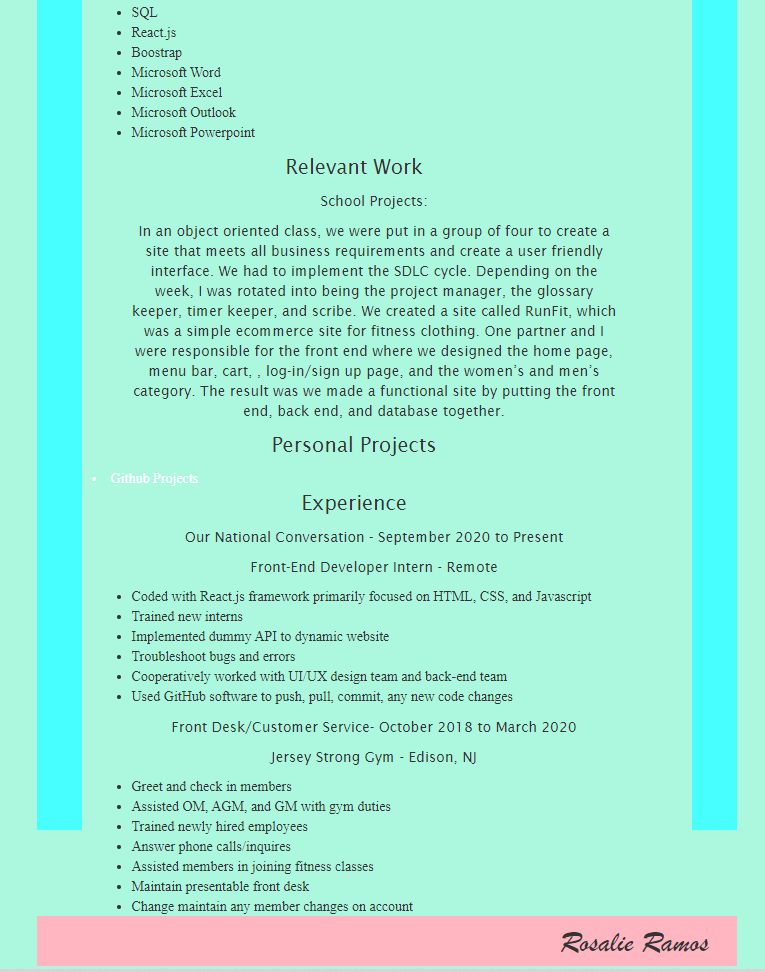 SQL
React.js
Boostrap
Microsoft Word
Microsoft Excel
Microsoft Outlook
Microsoft Powerpoint
Relevant Work
School Projects:
In an object oriented class, we were put in a group of four to create a
site that meets all business requirements and create a user friendly
interface. We had to implement the SDLC cycle. Depending on the
week, I was rotated into being the project manager, the glossary
keeper, timer keeper, and scribe. We created a site called RunFit, which
was a simple ecommerce site for fitness clothing. One partner and I
were responsible for the front end where we designed the home page,
menu bar, cart, , log-in/sign up page, and the women's and men's
category. The result was we made a functional site by putting the front
end, back end, and database together.
Personal Projects
Github Projects
Experience
Our National Conversation - September 2020 to Present
Front-End Developer Intern - Remote
Coded with React.js framework primarily focused on HTML, CSS, and Javascript
Trained new interns
Implemented dummy API to dynamic website
Troubleshoot bugs and errors
Cooperatively worked with UI/UX design team and back-end team
Used GitHub software to push, pull, commit, any new code changes
Front Desk/Customer Service- October 2018 to March 2020
Jersey Strong Gym - Edison, NJ
Greet and check in members
Assisted OM, AGM, and GM with gym duties
Trained newly hired employees
Answer phone calls/inquires
Assisted members in joining fitness classes
Maintain presentable front desk
Change maintain any member changes on account
Rosalie Ramos